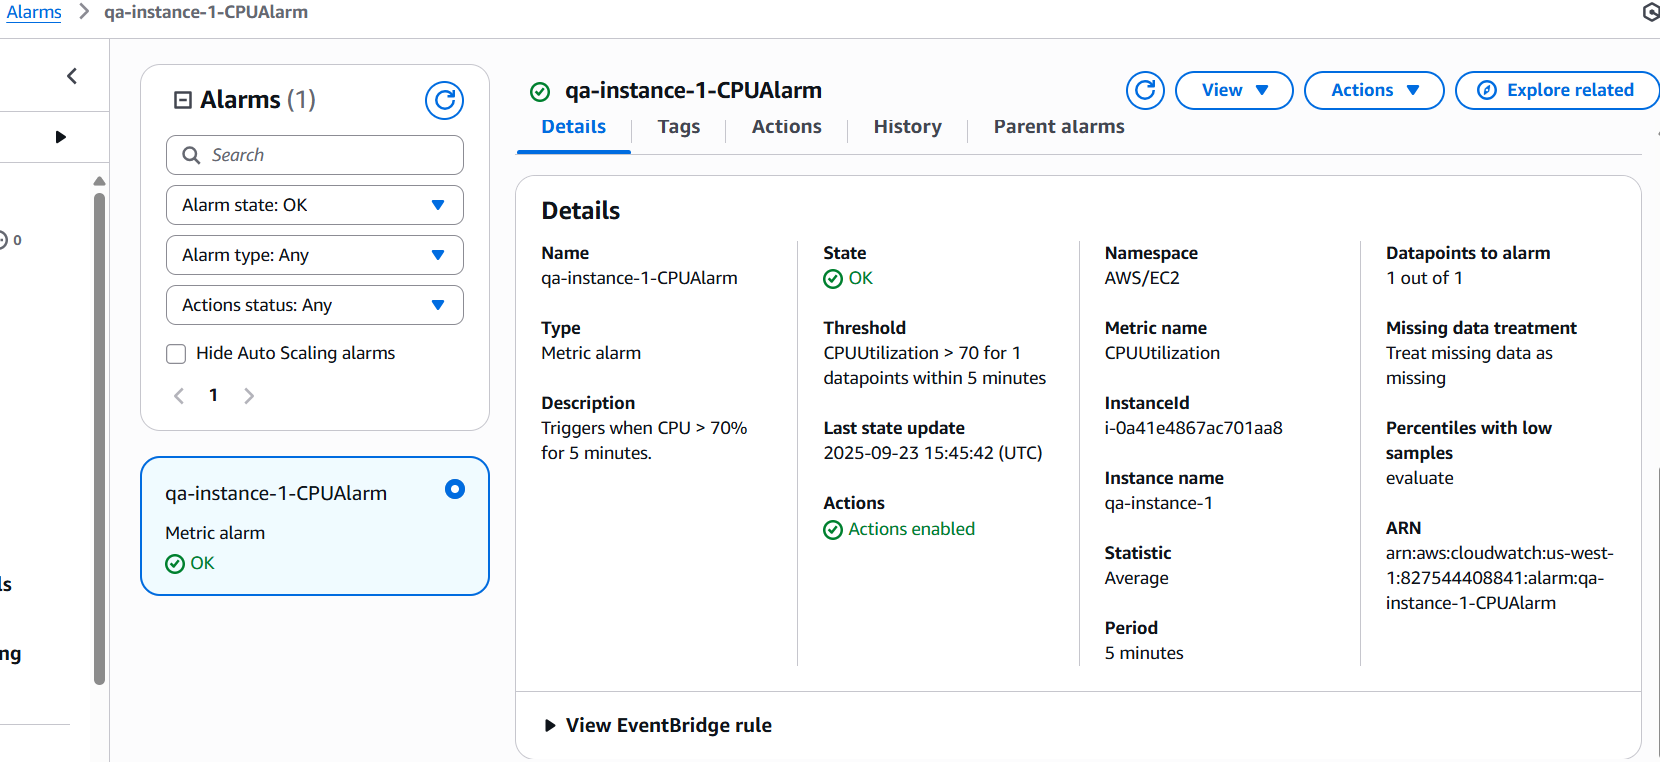 Alarms > qa-instance-1-CPUAlarm
0
ls
ng
Alarms (1)
Search
Alarm state: OK
Alarm type: Any
Actions status: Any
Hide Auto Scaling alarms
1
qa-instance-1-CPUAlarm
Metric alarm
OK
qa-instance-1-CPUAlarm
View
Actions
Explore related
Details
Tags
Actions
History
Parent alarms
Details
Name
qa-instance-1-CPUAlarm
Type
Metric alarm
Description
Triggers when CPU > 70%
for 5 minutes.
State
OK
Threshold
CPUUtilization > 70 for 1
datapoints within 5 minutes
Last state update
2025-09-23 15:45:42 (UTC)
Actions
Actions enabled
Namespace
AWS/EC2
Metric name
CPUUtilization
InstanceId
i-0a41e4867ac701aa8
Instance name
qa-instance-1
Statistic
Average
Period
5 minutes
Datapoints to alarm
1 out of 1
Missing data treatment
Treat missing data as
missing
Percentiles with low
samples
evaluate
ARN
arn:aws:cloudwatch:us-west-
1:827544408841:alarm:qa-
instance-1-CPUAlarm
View EventBridge rule